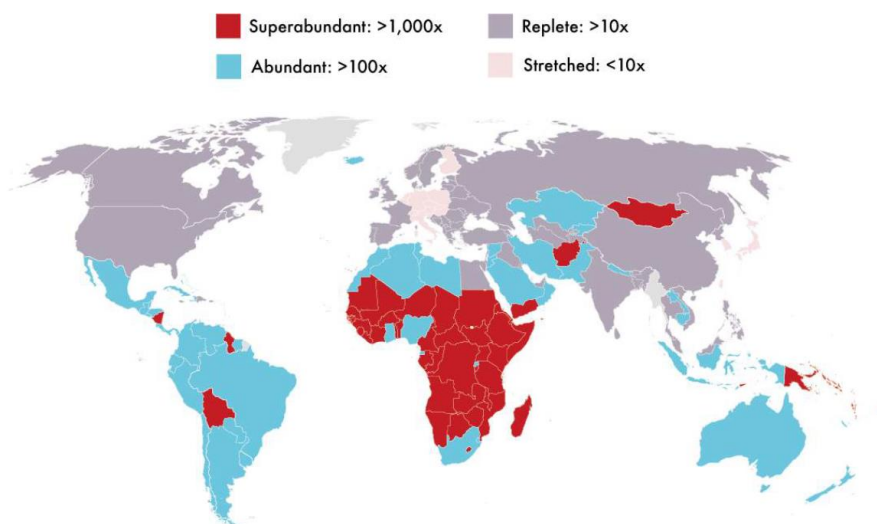 Superabundant: >1,000x
Replete: >10x
Abundant: >100x
Stretched: <10x